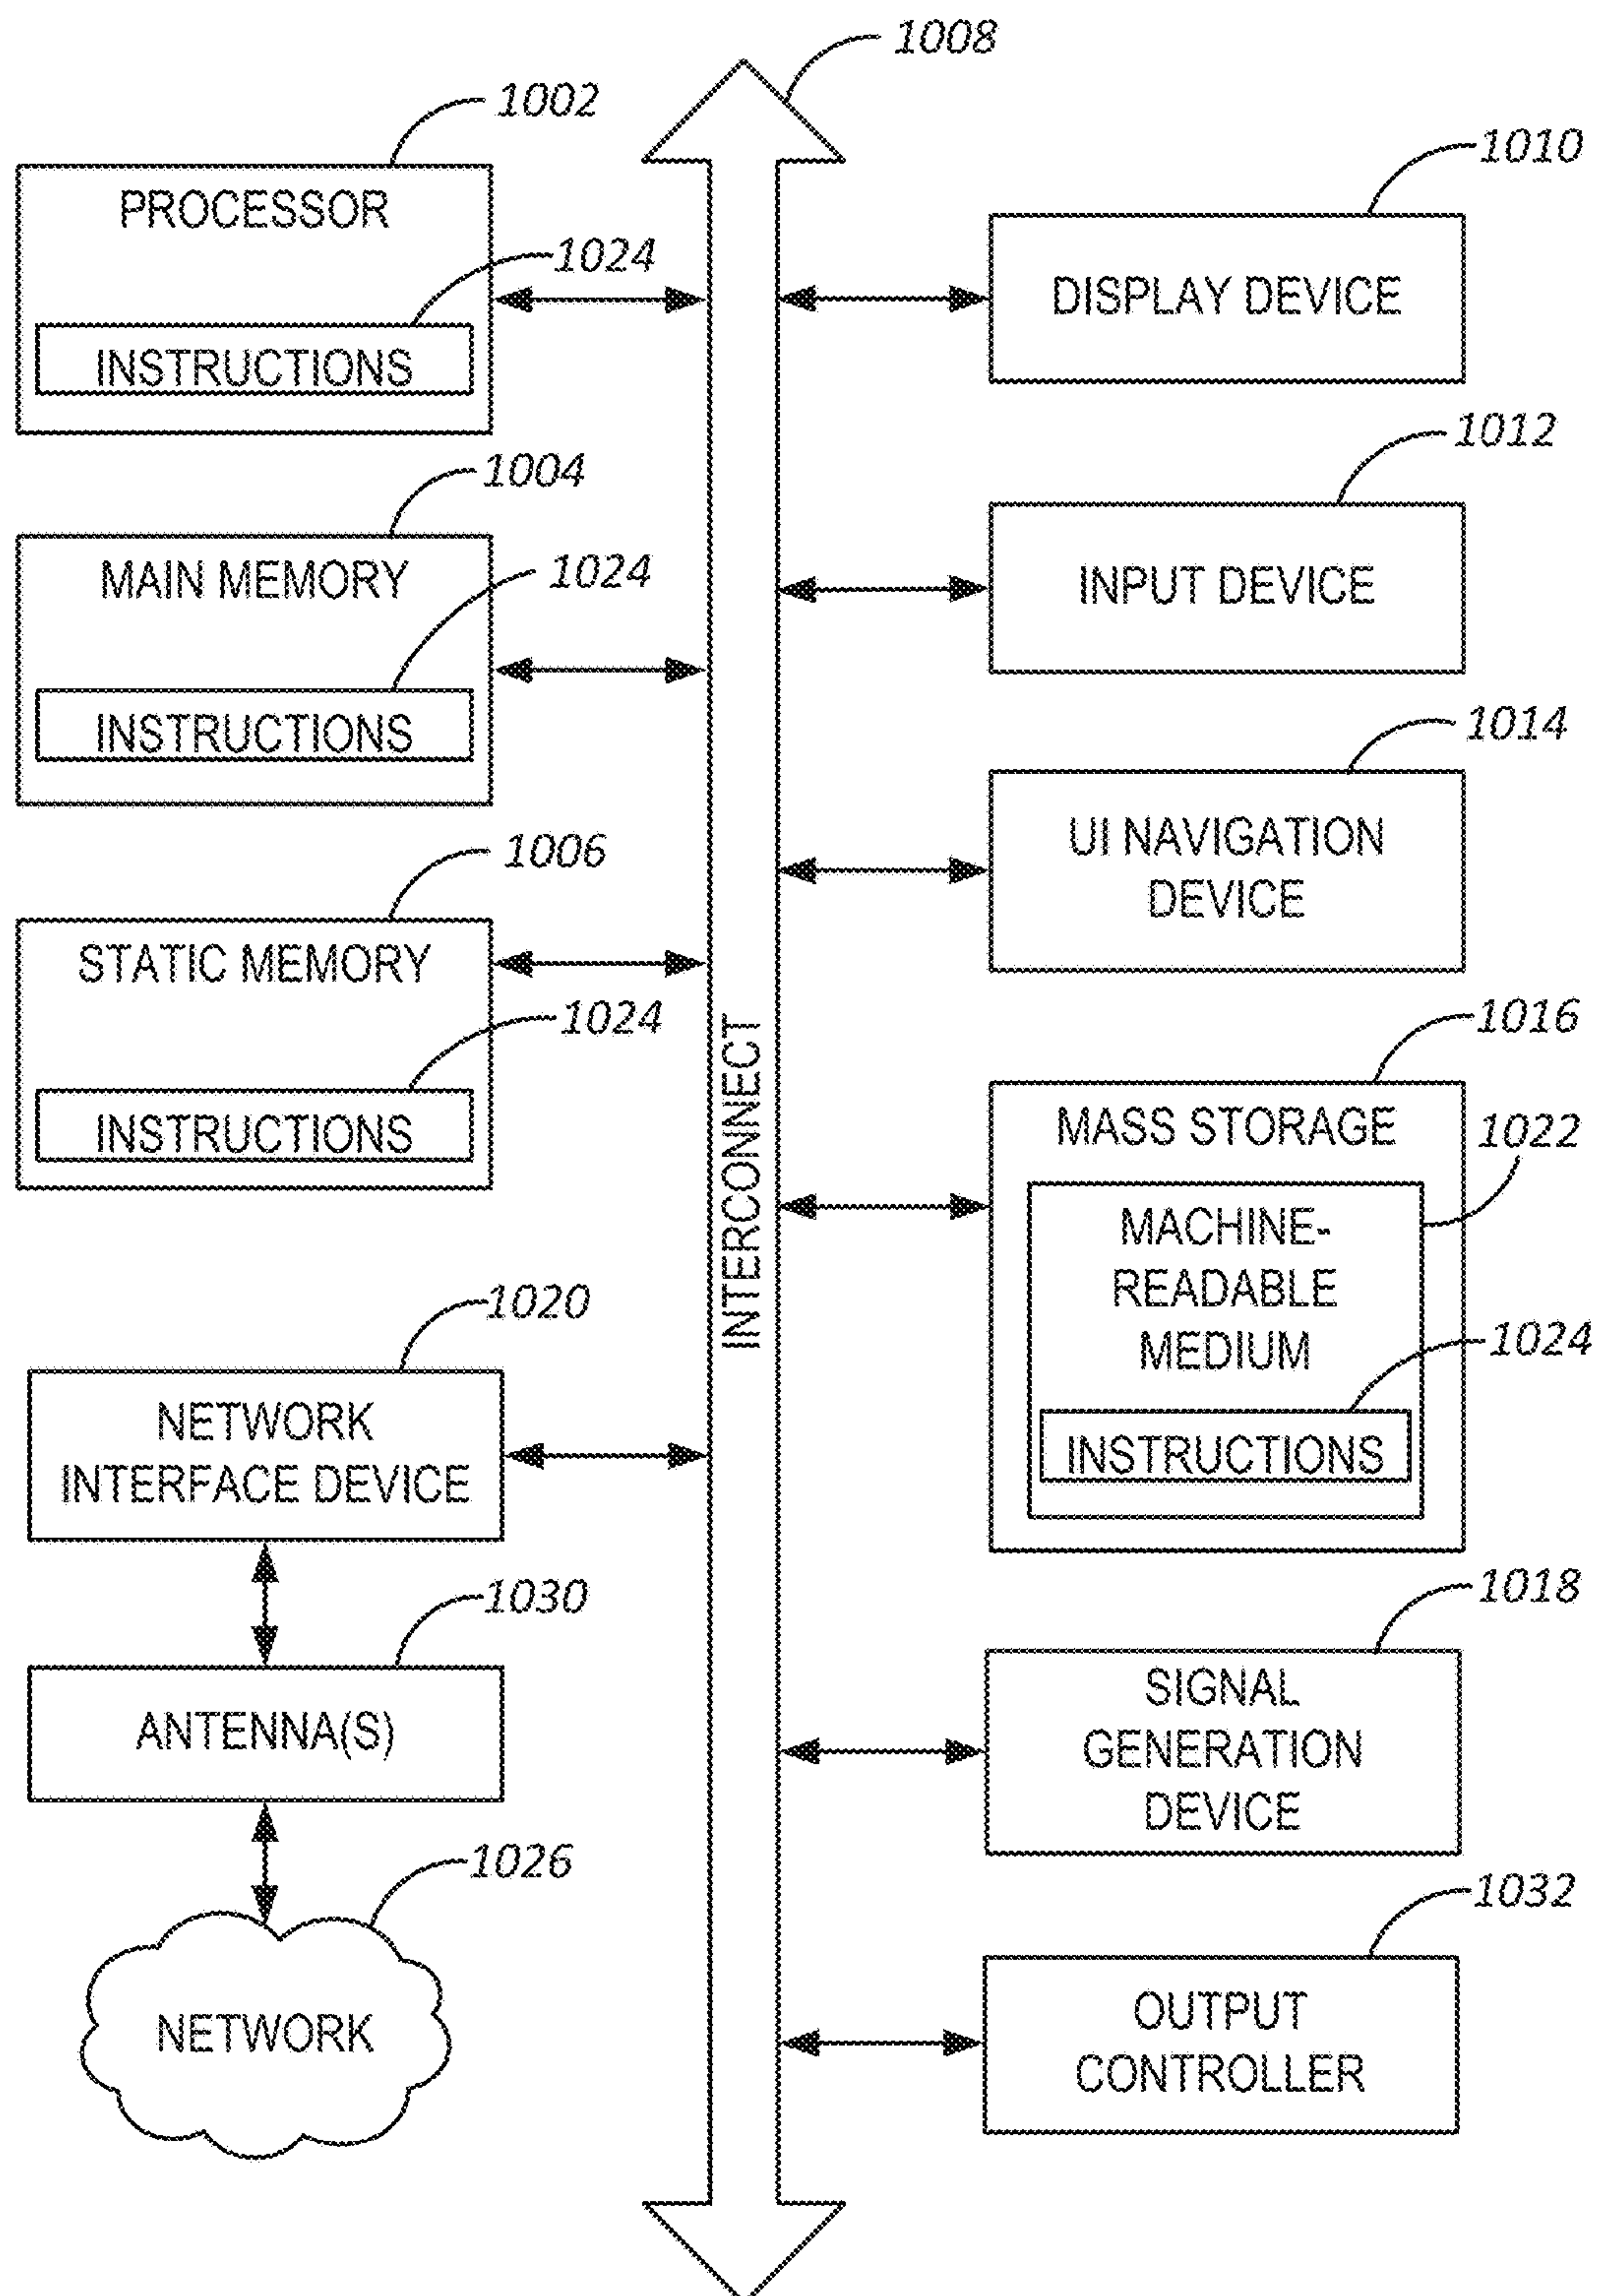 1008
1002
PROCESSOR
1024
INSTRUCTIONS
1004
MAIN MEMORY
1024
INSTRUCTIONS
1006
STATIC MEMORY
1024
INSTRUCTIONS
1020
NETWORK
INTERFACE DEVICE
1030
ANTENNA(S)
1026
NETWORK
INTERCONNECT
1010
DISPLAY DEVICE
1012
INPUT DEVICE
1014
UI NAVIGATION
DEVICE
1016
MASS STORAGE
1022
MACHINE-
READABLE
MEDIUM
1024
INSTRUCTIONS
1018
SIGNAL
GENERATION
DEVICE
1032
OUTPUT
CONTROLLER